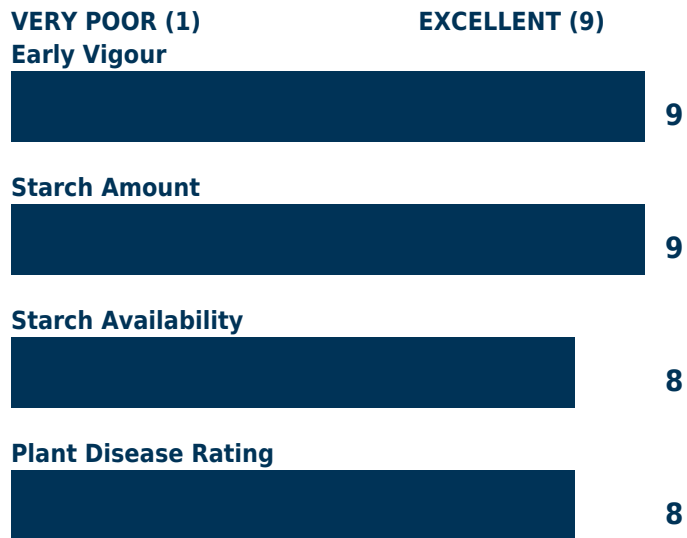 VERY POOR (1) EXCELLENT (9)
Early Vigour
9
Starch Amount
9
Starch Availability
8
Plant Disease Rating
8